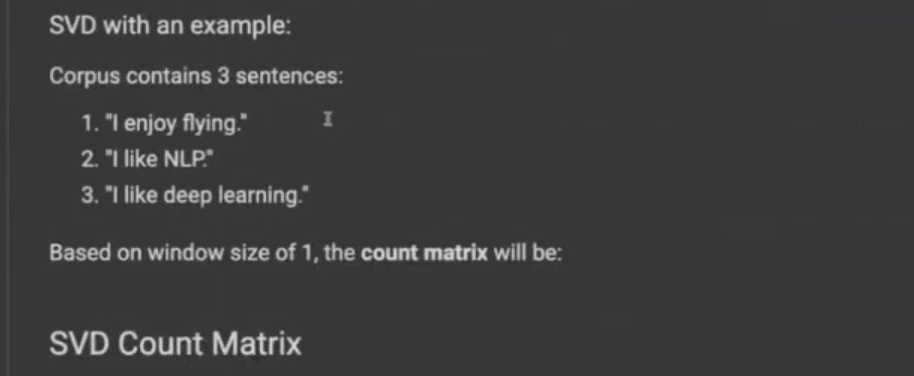 SVD with an example:
Corpus contains 3 sentences:
1. "I enjoy flying."
2. "I like NLP."
3. "I like deep learning."
Based on window size of 1, the count matrix will be:
SVD Count Matrix